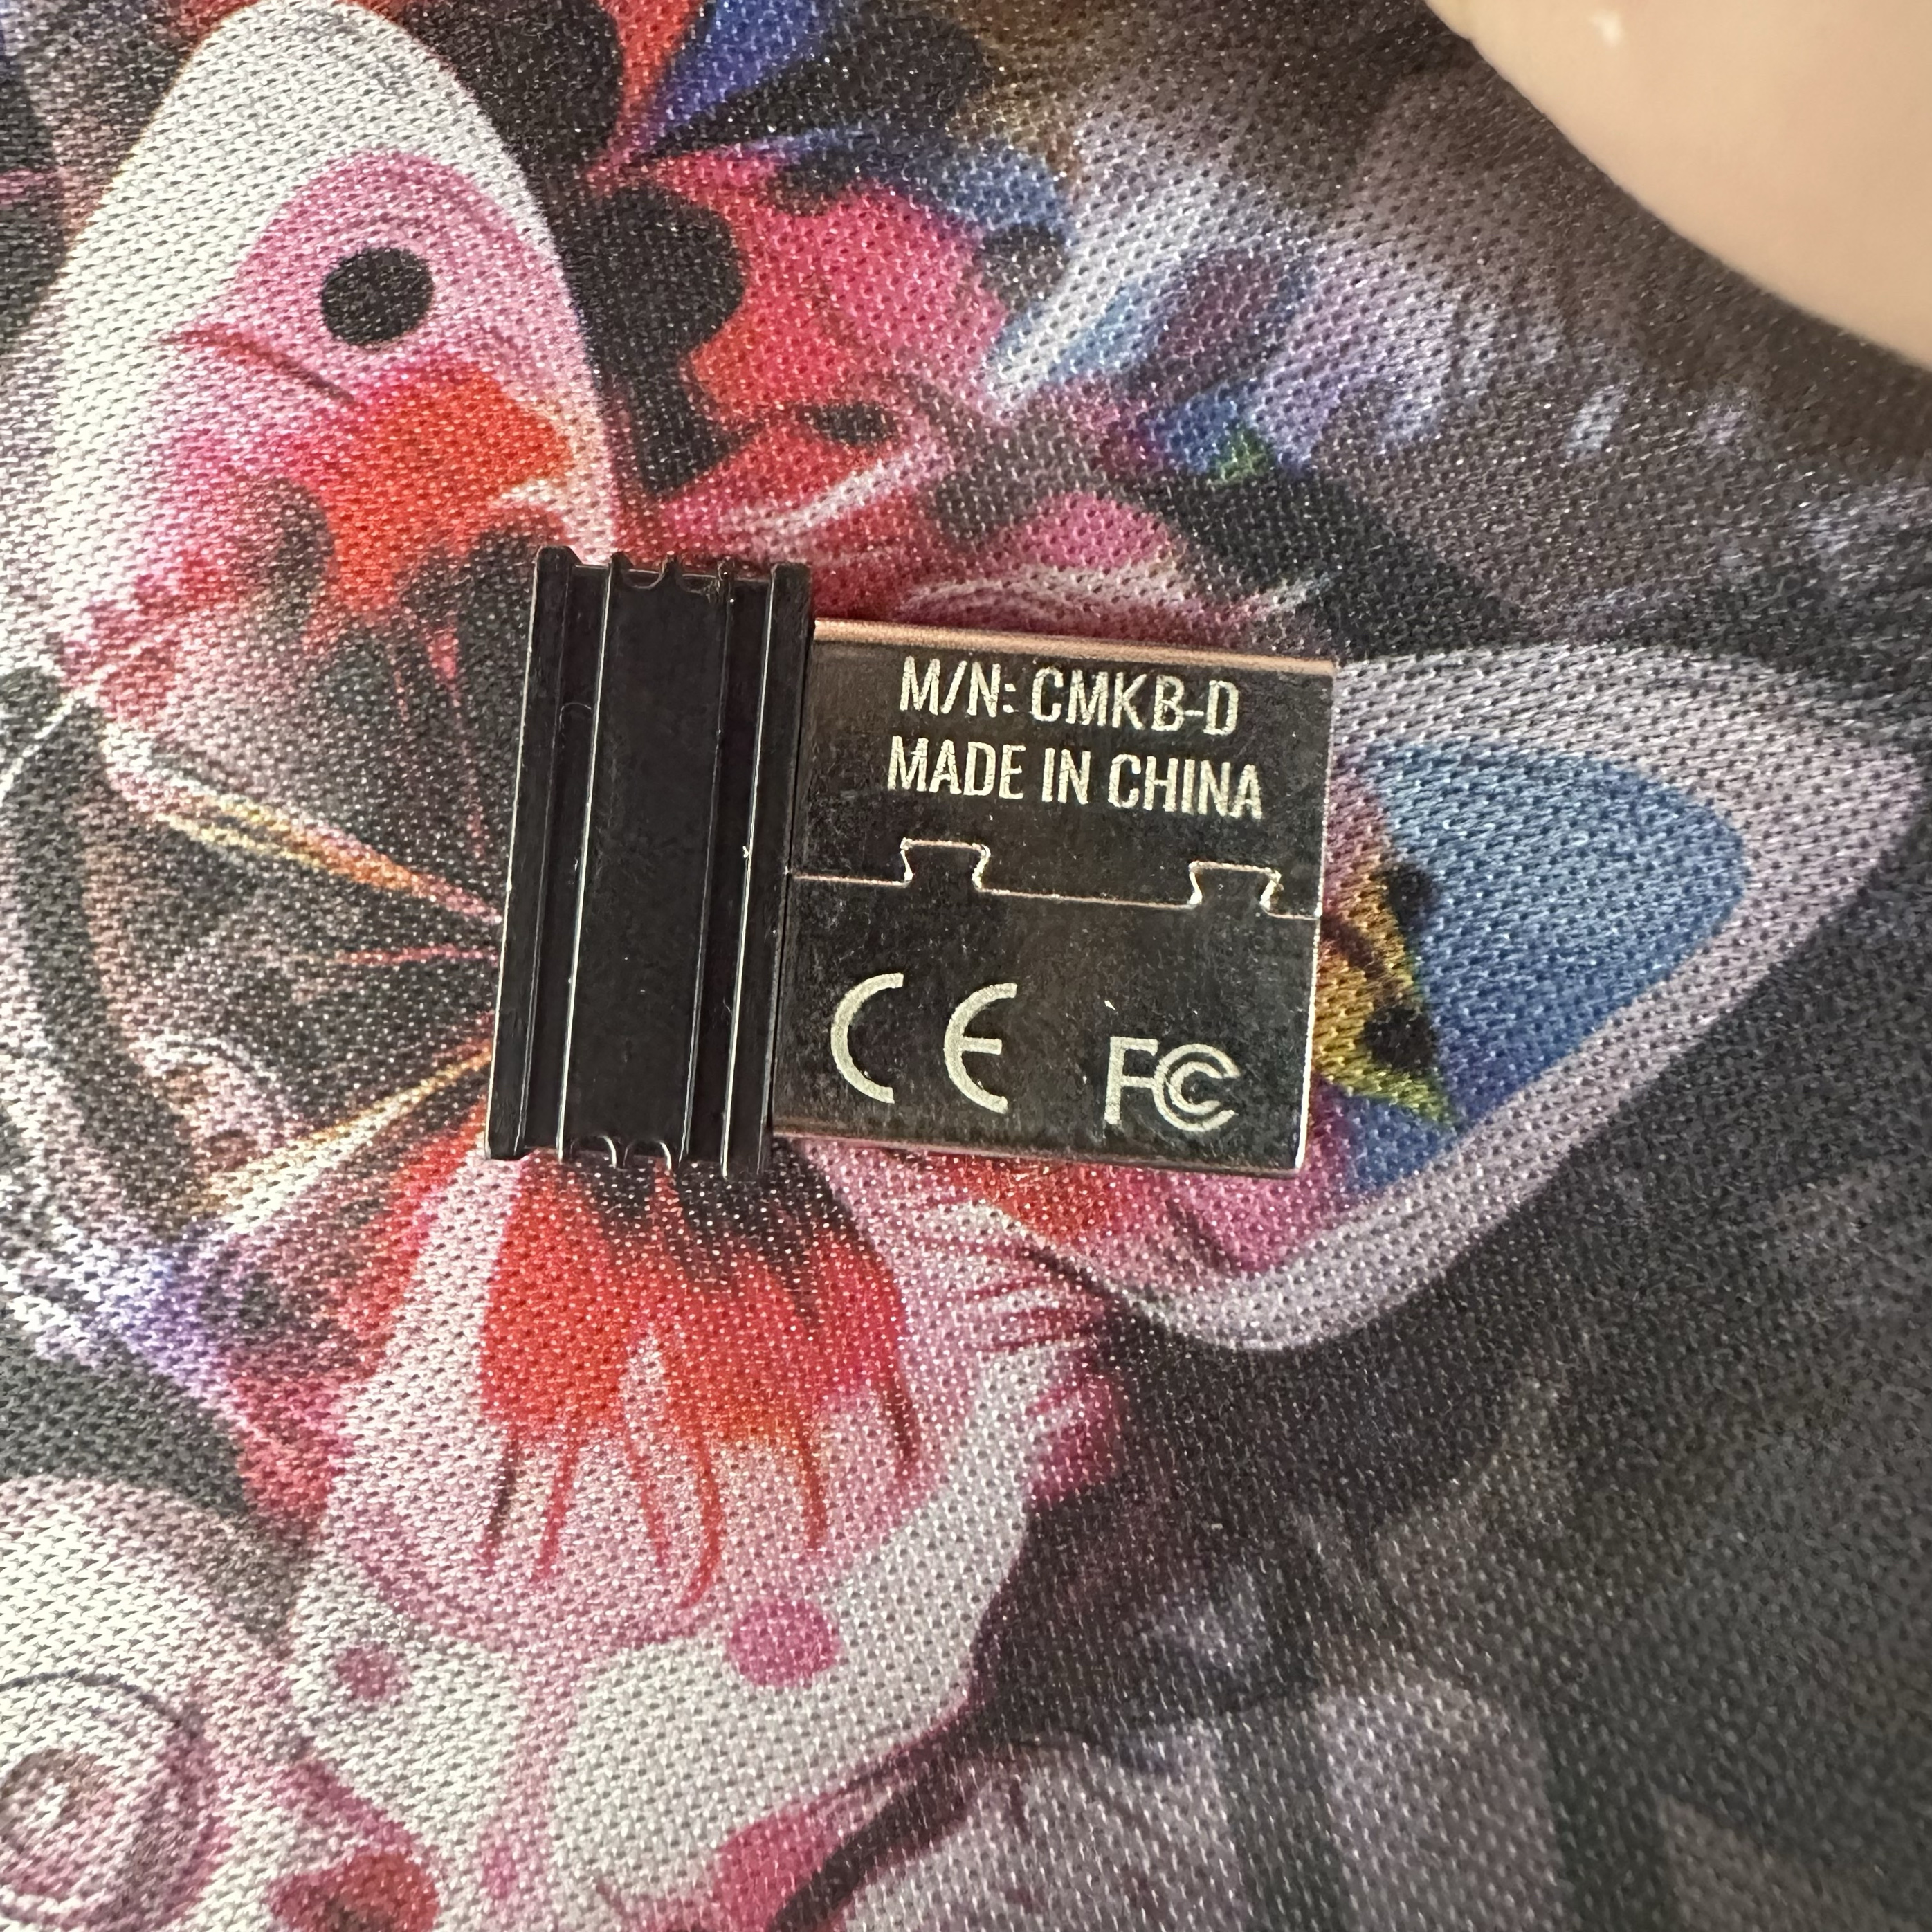 M/N: CMKB-D
MADE IN CHINA
CE FC